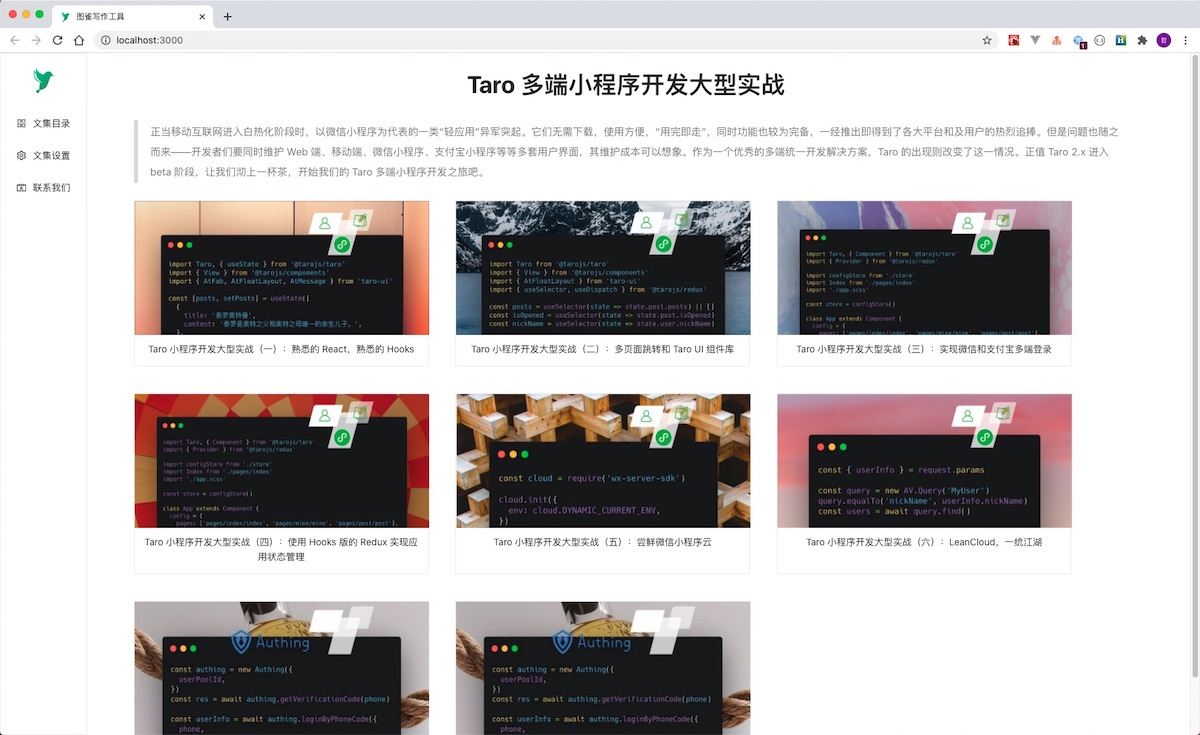 图雀写作工具
localhost:3000
文集目录
文集设置
联系我们
Taro 多端小程序开发大型实战
正当移动互联网进入白热化阶段时，以微信小程序为代表的一类“轻应用”异军突起。它们无需下载，使用方便，“用完即走”，同时功能也较为完备，一经推出即得到了各大平台和及用户的热烈追捧。但是问题也随之
而来——开发者们要同时维护 Web 端、移动端、微信小程序、支付宝小程序等等多套用户界面，其维护成本可以想象。作为一个优秀的多端统一开发解决方案，Taro 的出现则改变了这一情况。正值 Taro 2.x 进入
beta 阶段，让我们沏上一杯茶，开始我们的 Taro 多端小程序开发之旅吧。
import Taro, { useState } from '@tarojs/taro'
import { View } from '@tarojs/components'
import { AtFab, AtFloatLayout, AtMessage } from 'taro-ui'
const [posts, setPosts] = useState([
{
title: '泰罗奥特曼',
content: '泰罗是奥特之父和奥特之母唯一的亲生儿子。',
},
Taro 小程序开发大型实战（一）：熟悉的 React，熟悉的 Hooks
import Taro from '@tarojs/taro'
import { View } from '@tarojs/components'
import { AtFloatLayout } from 'taro-ui'
import { useSelector, useDispatch } from '@tarojs/redux'
const posts = useSelector(state => state.post.posts) || []
const isOpened = useSelector(state => state.post.isOpened)
const nickName = useSelector(state => state.user.nickName)
Taro 小程序开发大型实战（二）：多页面跳转和 Taro UI 组件库
import Taro, { Component } from '@tarojs/taro'
import { Provider } from '@tarojs/redux'
import configStore from './store'
import Index from './pages/index'
import './app.scss'
const store = configStore()
class App extends Component {
config = {
pages: ['pages/index/index', 'pages/mine/mine', 'pages/post/post'],
Taro 小程序开发大型实战（三）：实现微信和支付宝多端登录
import Taro, { Component } from '@tarojs/taro'
import { Provider } from '@tarojs/redux'
import configStore from './store'
import Index from './pages/index'
import './app.scss'
const store = configStore()
class App extends Component {
config = {
pages: ['pages/index/index', 'pages/mine/mine', 'pages/post/post'],
Taro 小程序开发大型实战（四）：使用 Hooks 版的 Redux 实现应
用状态管理
const cloud = require('wx-server-sdk')
cloud.init({
env: cloud.DYNAMIC_CURRENT_ENV,
})
Taro 小程序开发大型实战（五）：尝鲜微信小程序云
const { userInfo } = request.params
const query = new AV.Query('MyUser')
query.equalTo('nickName', userInfo.nickName)
const users = await query.find()
Taro 小程序开发大型实战（六）：LeanCloud，一统江湖
Authing
const authing = new Authing({
userPoolId,
})
const res = await authing.getVerificationCode(phone)
const userInfo = await authing.loginByPhoneCode({
phone,
Authing
const authing = new Authing({
userPoolId,
})
const res = await authing.getVerificationCode(phone)
const userInfo = await authing.loginByPhoneCode({
phone,